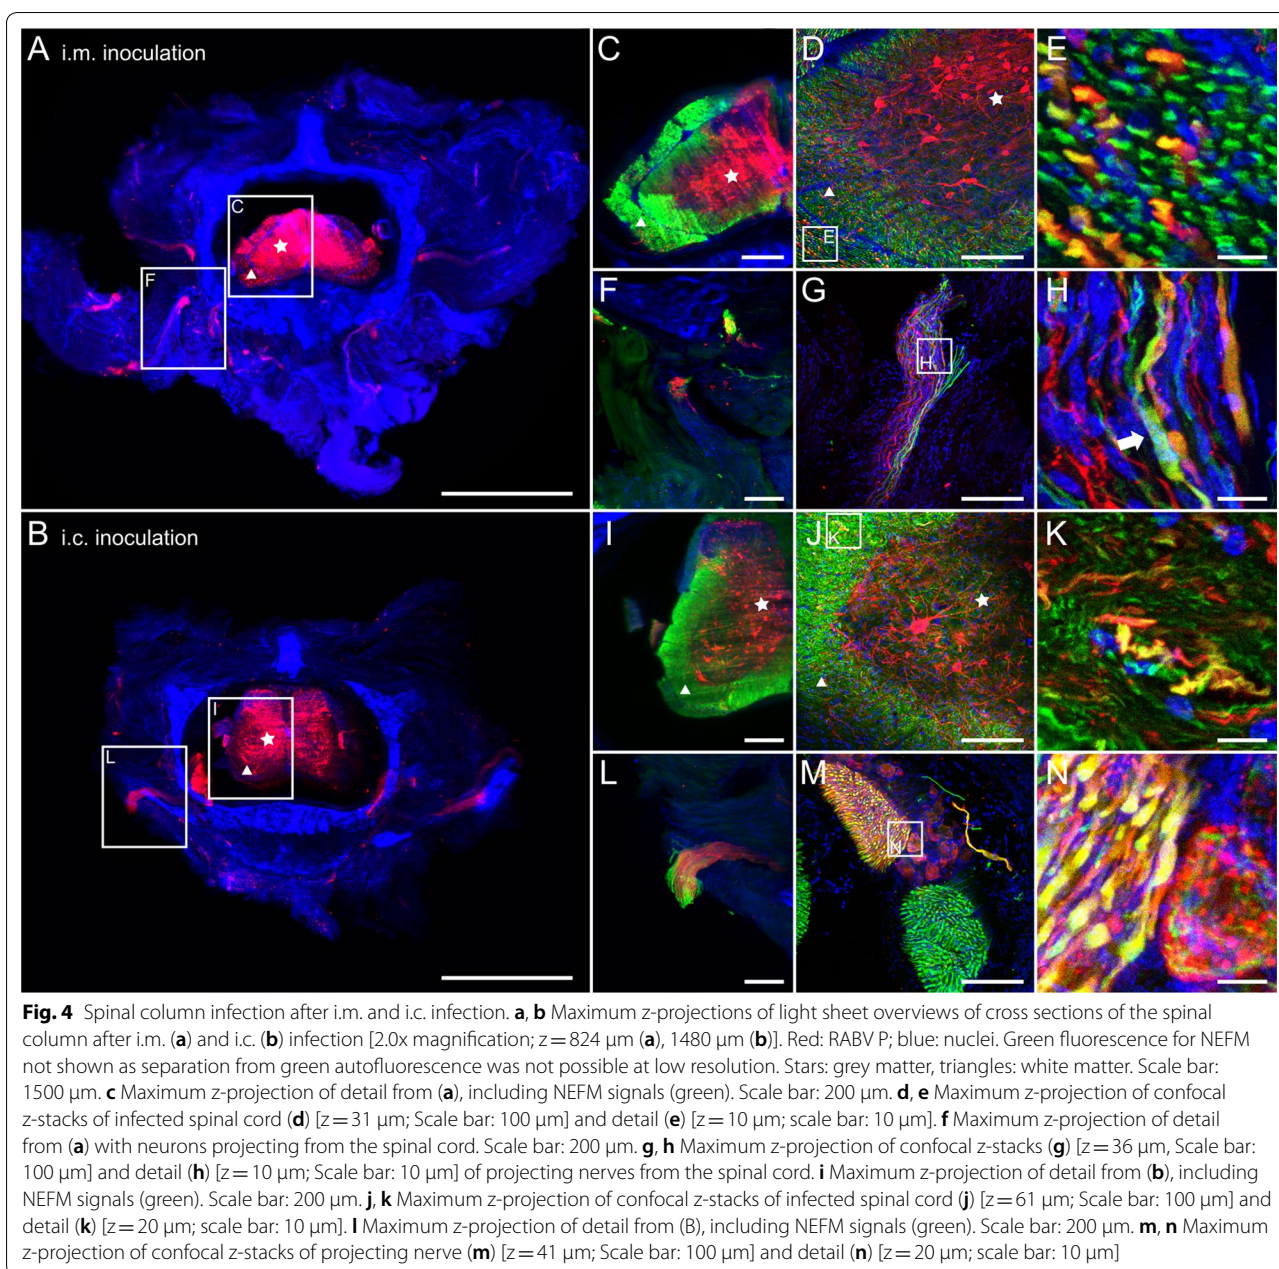 A i.m. inoculation
C
F
C
D
E
E
F
G
H
H
B i.c. inoculation
I
L
I
J
K
K
L
M
N
N
Fig. 4 Spinal column infection after i.m. and i.c. infection. a, b Maximum z-projections of light sheet overviews of cross sections of the spinal
column after i.m. (a) and i.c. (b) infection [2.0x magnification; z = 824 µm (a), 1480 µm (b)]. Red: RABV P; blue: nuclei. Green fluorescence for NEFM
not shown as separation from green autofluorescence was not possible at low resolution. Stars: grey matter, triangles: white matter. Scale bar:
1500 µm. c Maximum z-projection of detail from (a), including NEFM signals (green). Scale bar: 200 µm. d, e Maximum z-projection of confocal
z-stacks of infected spinal cord (d) [z = 31 µm; Scale bar: 100 µm] and detail (e) [z = 10 µm; scale bar: 10 µm]. f Maximum z-projection of detail
from (a) with neurons projecting from the spinal cord. Scale bar: 200 µm. g, h Maximum z-projection of confocal z-stacks (g) [z = 36 µm, Scale bar:
100 µm] and detail (h) [z = 10 µm; Scale bar: 10 µm] of projecting nerves from the spinal cord. i Maximum z-projection of detail from (b), including
NEFM signals (green). Scale bar: 200 µm. j, k Maximum z-projection of confocal z-stacks of infected spinal cord (j) [z = 61 µm; Scale bar: 100 µm] and
detail (k) [z = 20 µm; scale bar: 10 µm]. l Maximum z-projection of detail from (B), including NEFM signals (green). Scale bar: 200 µm. m, n Maximum
z-projection of confocal z-stacks of projecting nerve (m) [z = 41 µm; Scale bar: 100 µm] and detail (n) [z = 20 µm; scale bar: 10 µm]